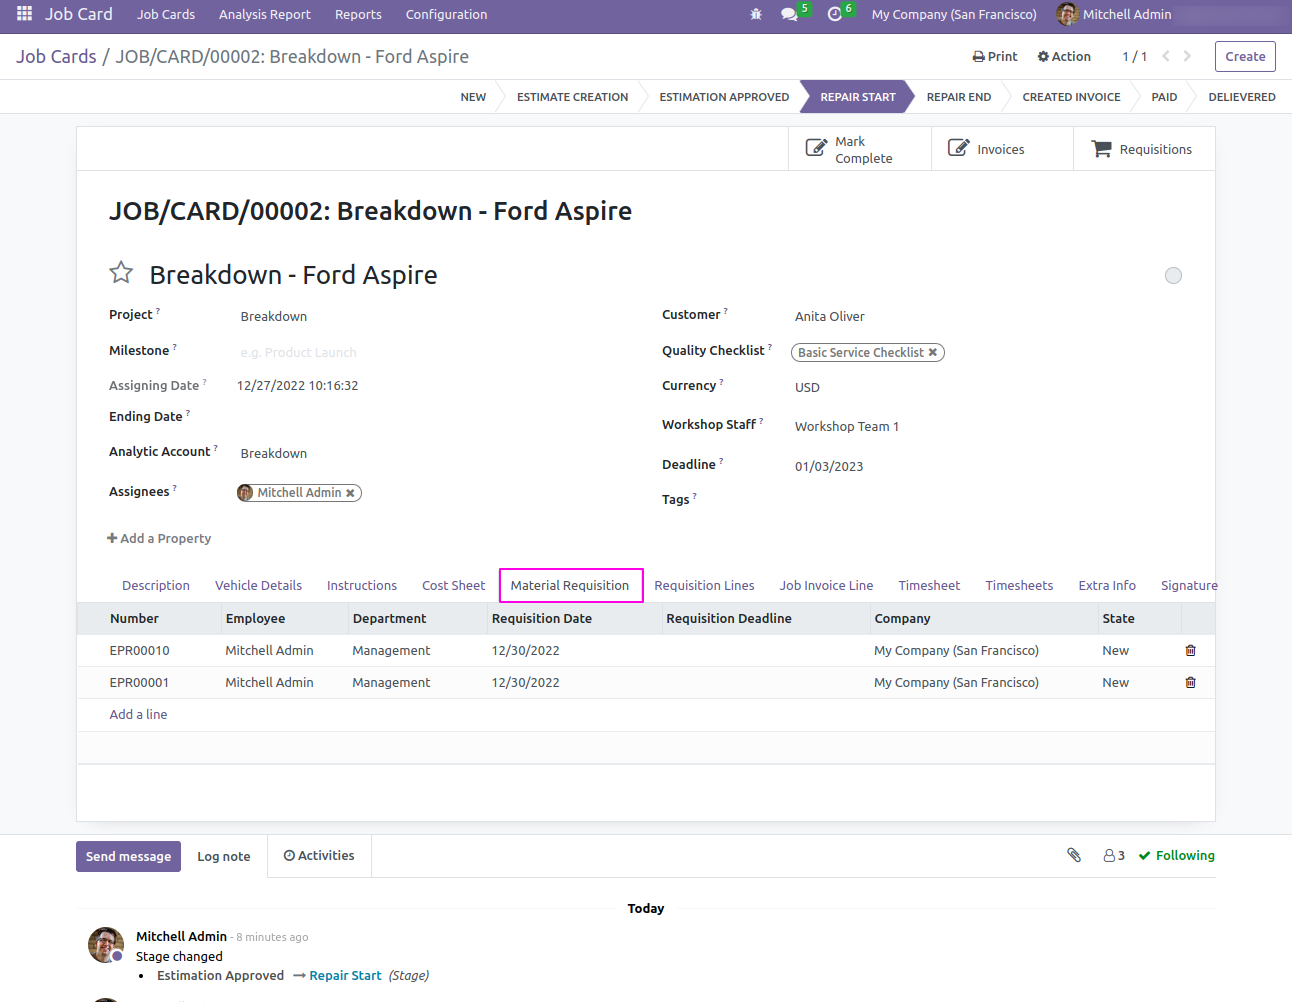 Job Card Job Cards Analysis Report Reports Configuration 5 6 My Company (San Francisco) Mitchell Admin
Job Cards / JOB/CARD/00002: Breakdown - Ford Aspire Print Action 1 / 1 Create
NEW ESTIMATE CREATION ESTIMATION APPROVED REPAIR START REPAIR END CREATED INVOICE PAID DELIEVERED
Mark
Complete
Invoices
Requisitions
JOB/CARD/00002: Breakdown - Ford Aspire
Breakdown - Ford Aspire
Project ? Breakdown
Milestone ? e.g. Product Launch
Assigning Date ? 12/27/2022 10:16:32
Ending Date ?
Analytic Account ? Breakdown
Assignees ? Mitchell Admin ✖
Customer ? Anita Oliver
Quality Checklist ? Basic Service Checklist ✖
Currency ? USD
Workshop Staff ? Workshop Team 1
Deadline ? 01/03/2023
Tags ?
+ Add a Property
Description Vehicle Details Instructions Cost Sheet Material Requisition Requisition Lines Job Invoice Line Timesheet Timesheets Extra Info Signature
Number Employee Department Requisition Date Requisition Deadline Company State
EPR00010 Mitchell Admin Management 12/30/2022 My Company (San Francisco) New
EPR00001 Mitchell Admin Management 12/30/2022 My Company (San Francisco) New
Add a line
Send message Log note Activities 3 Following
Today
Mitchell Admin - 8 minutes ago
Stage changed
• Estimation Approved → Repair Start (Stage)